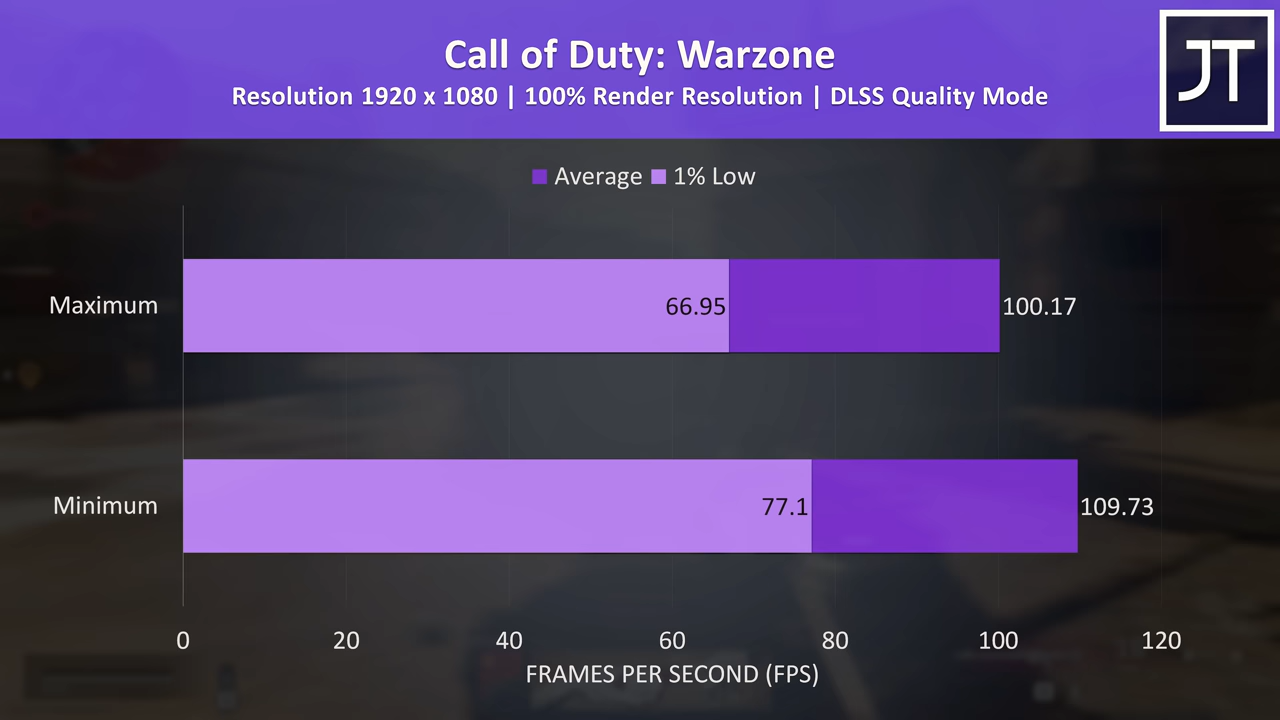 Call of Duty: Warzone
Resolution 1920 x 1080 | 100% Render Resolution | DLSS Quality Mode
JT
Average 1% Low
Maximum 66.95 100.17
Minimum 77.1 109.73
0 20 40 60 80 100 120
FRAMES PER SECOND (FPS)